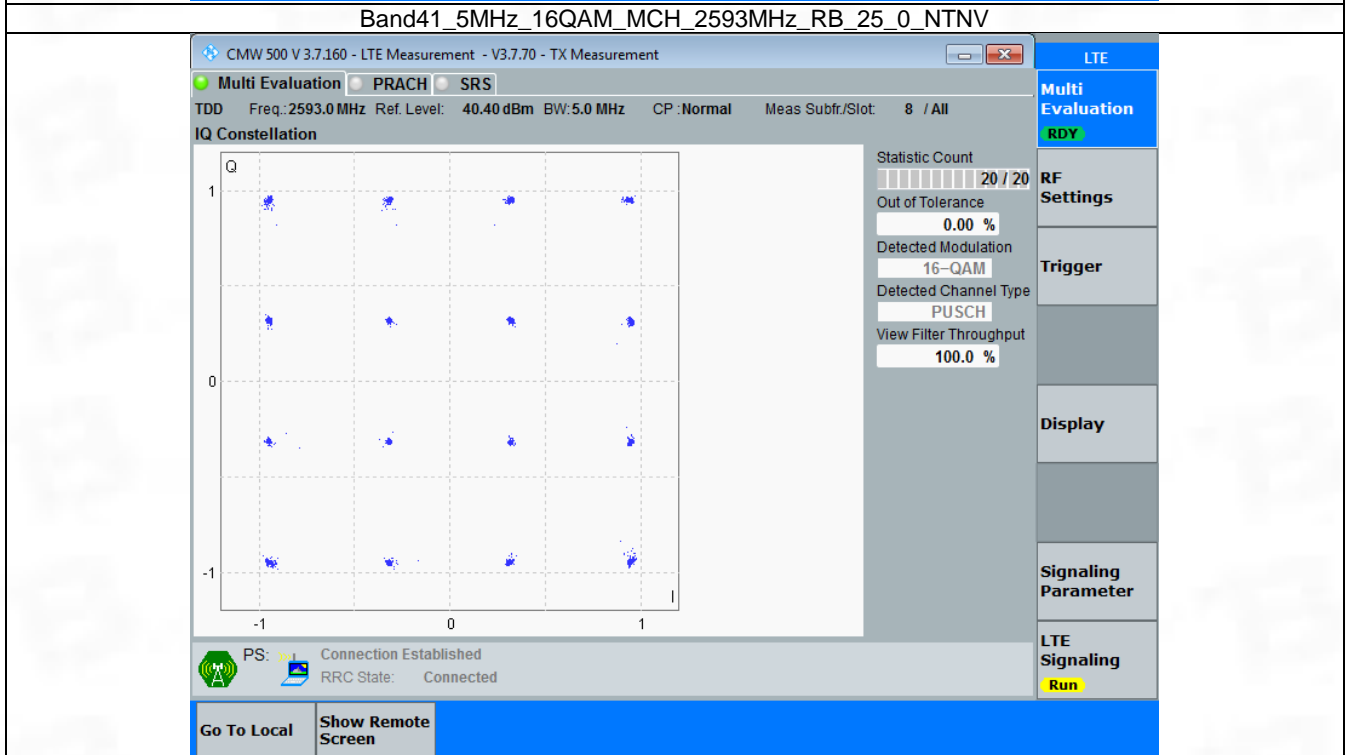 Band41_5MHz_16QAM_MCH_2593MHz_RB_25_0_NTNV
CMW 500 V 3.7.160 - LTE Measurement - V3.7.70 - TX Measurement
LTE
Multi Evaluation PRACH SRS
Multi
Evaluation
RDY
TDD Freq.: 2593.0 MHz Ref. Level: 40.40 dBm BW: 5.0 MHz CP : Normal Meas Subfr./Slot: 8 / All
IQ Constellation
Q
1
0
-1
I
-1 0 1
Statistic Count
20 / 20
Out of Tolerance
0.00 %
Detected Modulation
16-QAM
Detected Channel Type
PUSCH
View Filter Throughput
100.0 %
RF
Settings
Trigger
Display
Signaling
Parameter
LTE
Signaling
Run
PS: Connection Established
RRC State: Connected
Go To Local
Show Remote
Screen